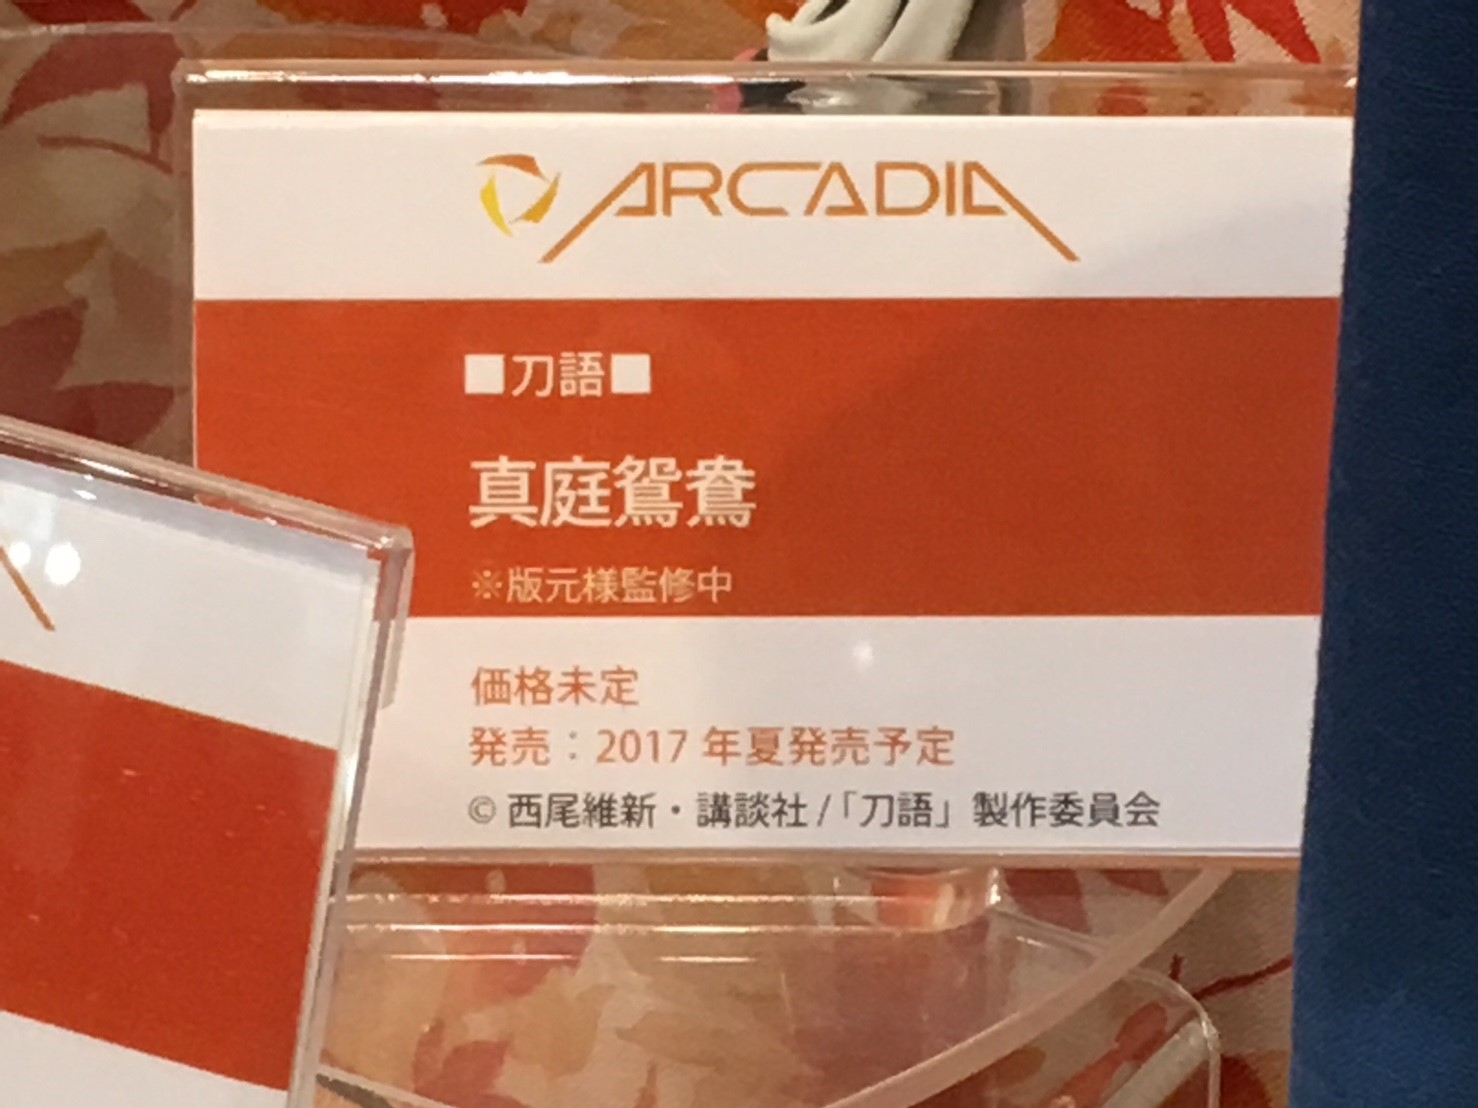 ARCADIA
■刀語■
真庭鴛鴦
※版元様監修中
価格未定
発売：2017 年夏発売予定
© 西尾維新・講談社 /「刀語」製作委員会